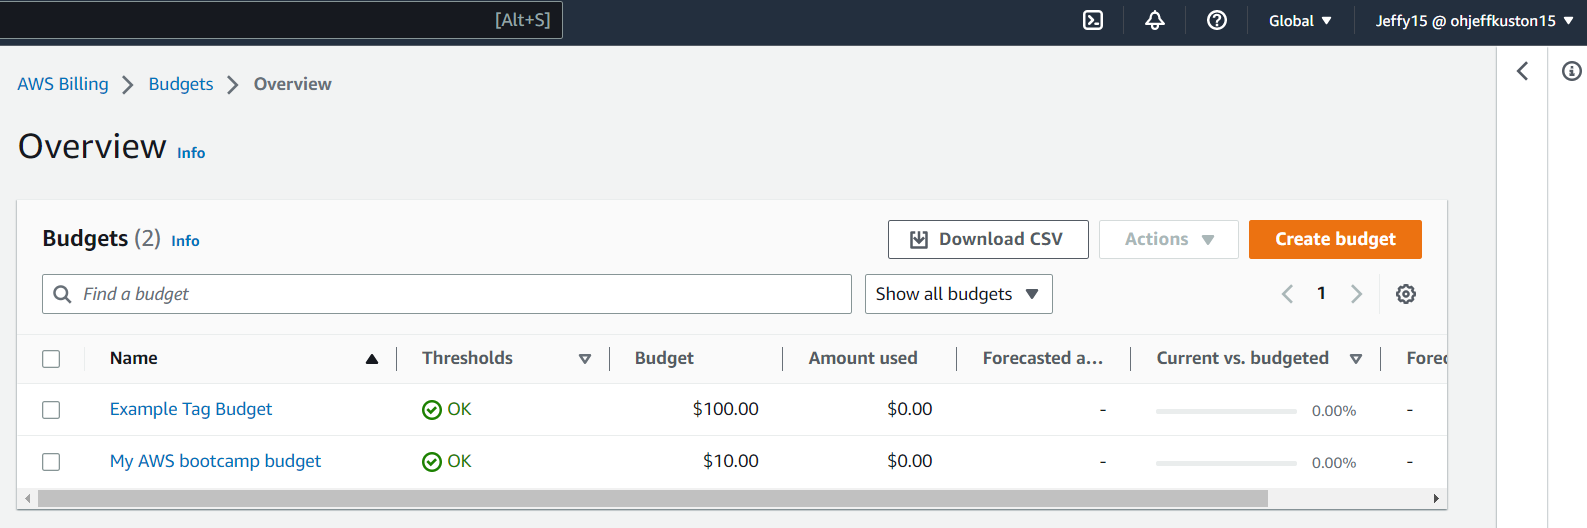 [Alt+S] Global Jeffy15 @ ohjeffkuston15
AWS Billing Budgets Overview
Overview Info
Budgets (2) Info Download CSV Actions Create budget
Find a budget Show all budgets 1
Name Thresholds Budget Amount used Forecasted a... Current vs. budgeted Forec
Example Tag Budget OK $100.00 $0.00 - 0.00% -
My AWS bootcamp budget OK $10.00 $0.00 - 0.00% -